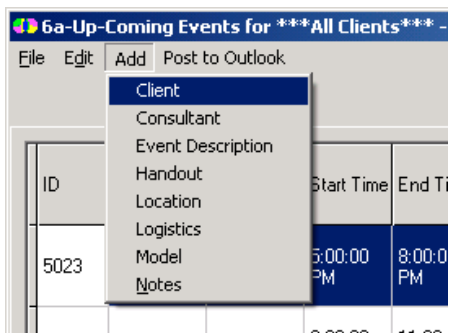 6a-Up-Coming Events for ***All Clients*** -
File Edit Add Post to Outlook
Client
Consultant
Event Description
Handout
Location
Logistics
Model
Notes
ID Start Time End Ti
5023 5:00:00 PM 8:00:0 PM